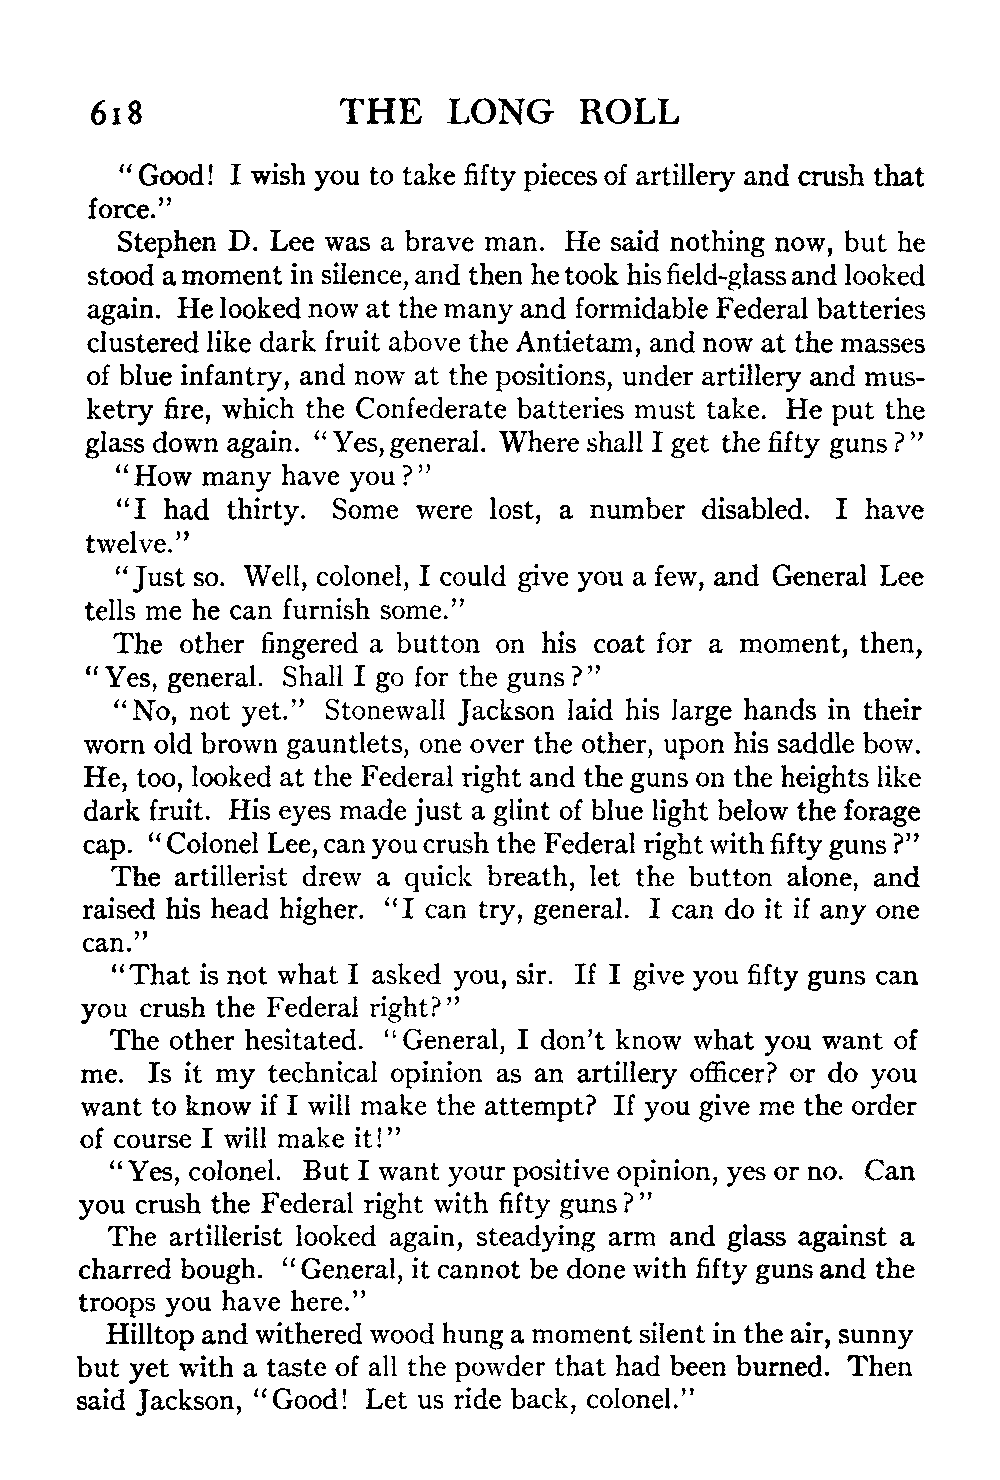 618 THE LONG ROLL
“Good! I wish you to take fifty pieces of artillery and crush that
force.”
Stephen D. Lee was a brave man. He said nothing now, but he
stood a moment in silence, and then he took his field-glass and looked
again. He looked now at the many and formidable Federal batteries
clustered like dark fruit above the Antietam, and now at the masses
of blue infantry, and now at the positions, under artillery and mus-
ketry fire, which the Confederate batteries must take. He put the
glass down again. “Yes, general. Where shall I get the fifty guns?”
“How many have you?”
“I had thirty. Some were lost, a number disabled. I have
twelve.”
“Just so. Well, colonel, I could give you a few, and General Lee
tells me he can furnish some.”
The other fingered a button on his coat for a moment, then,
“Yes, general. Shall I go for the guns?”
“No, not yet.” Stonewall Jackson laid his large hands in their
worn old brown gauntlets, one over the other, upon his saddle bow.
He, too, looked at the Federal right and the guns on the heights like
dark fruit. His eyes made just a glint of blue light below the forage
cap. “Colonel Lee, can you crush the Federal right with fifty guns?”
The artillerist drew a quick breath, let the button alone, and
raised his head higher. “I can try, general. I can do it if any one
can.”
“That is not what I asked you, sir. If I give you fifty guns can
you crush the Federal right?”
The other hesitated. “General, I don’t know what you want of
me. Is it my technical opinion as an artillery officer? or do you
want to know if I will make the attempt? If you give me the order
of course I will make it!”
“Yes, colonel. But I want your positive opinion, yes or no. Can
you crush the Federal right with fifty guns?”
The artillerist looked again, steadying arm and glass against a
charred bough. “General, it cannot be done with fifty guns and the
troops you have here.”
Hilltop and withered wood hung a moment silent in the air, sunny
but yet with a taste of all the powder that had been burned. Then
said Jackson, “Good! Let us ride back, colonel.”